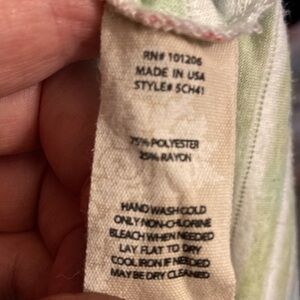 RN# 101206
MADE IN USA
STYLE# 5CH41
75% POLYESTER
25% RAYON
HAND WASH COLD
ONLY NON-CHLORINE
BLEACH WHEN NEEDED
LAY FLAT TO DRY
COOL IRON IF NEEDED
MAY BE DRY CLEANED